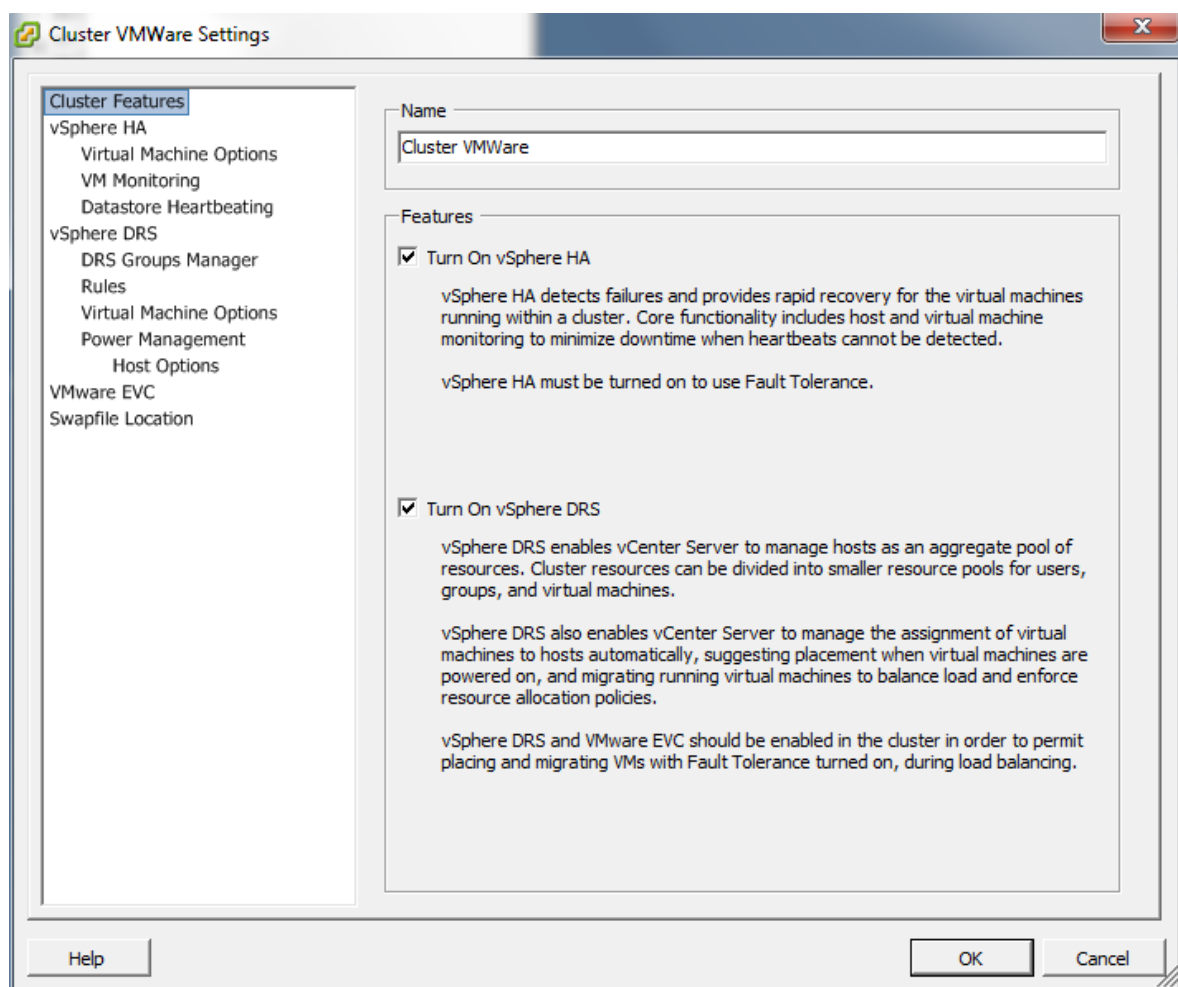 Cluster VMWare Settings
Cluster Features
vSphere HA
Virtual Machine Options
VM Monitoring
Datastore Heartbeating
vSphere DRS
DRS Groups Manager
Rules
Virtual Machine Options
Power Management
Host Options
VMware EVC
Swapfile Location
Name
Cluster VMWare
Features
Turn On vSphere HA
vSphere HA detects failures and provides rapid recovery for the virtual machines
running within a cluster. Core functionality includes host and virtual machine
monitoring to minimize downtime when heartbeats cannot be detected.
vSphere HA must be turned on to use Fault Tolerance.
Turn On vSphere DRS
vSphere DRS enables vCenter Server to manage hosts as an aggregate pool of
resources. Cluster resources can be divided into smaller resource pools for users,
groups, and virtual machines.
vSphere DRS also enables vCenter Server to manage the assignment of virtual
machines to hosts automatically, suggesting placement when virtual machines are
powered on, and migrating running virtual machines to balance load and enforce
resource allocation policies.
vSphere DRS and VMware EVC should be enabled in the cluster in order to permit
placing and migrating VMs with Fault Tolerance turned on, during load balancing.
Help
OK
Cancel